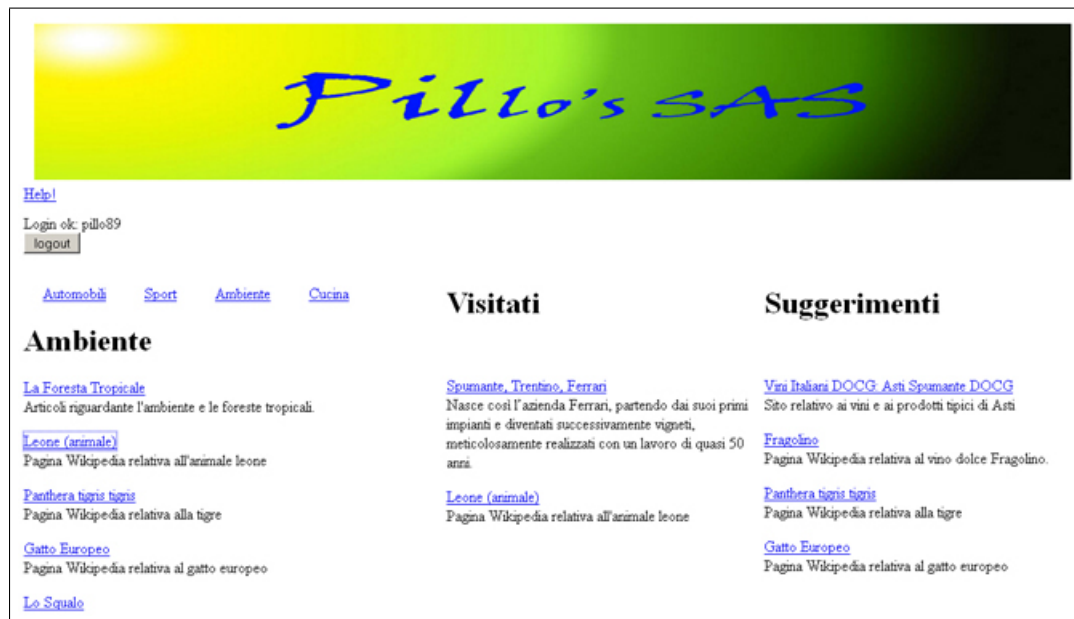 Pillo's SAS
Help!
Login ok: pillo89
logout
Automobili Sport Ambiente Cucina
Ambiente
La Foresta Tropicale
Articoli riguardante l'ambiente e le foreste tropicali.
Leone (animale)
Pagina Wikipedia relativa all'animale leone
Panthera tigris tigris
Pagina Wikipedia relativa alla tigre
Gatto Europeo
Pagina Wikipedia relativa al gatto europeo
Lo Squalo
Visitati
Spumante, Trentino, Ferrari
Nasce così l'azienda Ferrari, partendo dai suoi primi
impianti e diventati successivamente vigneti,
meticolosamente realizzati con un lavoro di quasi 50
anni.
Leone (animale)
Pagina Wikipedia relativa all'animale leone
Suggerimenti
Vini Italiani DOCG: Asti Spumante DOCG
Sito relativo ai vini e ai prodotti tipici di Asti
Fragolino
Pagina Wikipedia relativa al vino dolce Fragolino.
Panthera tigris tigris
Pagina Wikipedia relativa alla tigre
Gatto Europeo
Pagina Wikipedia relativa al gatto europeo